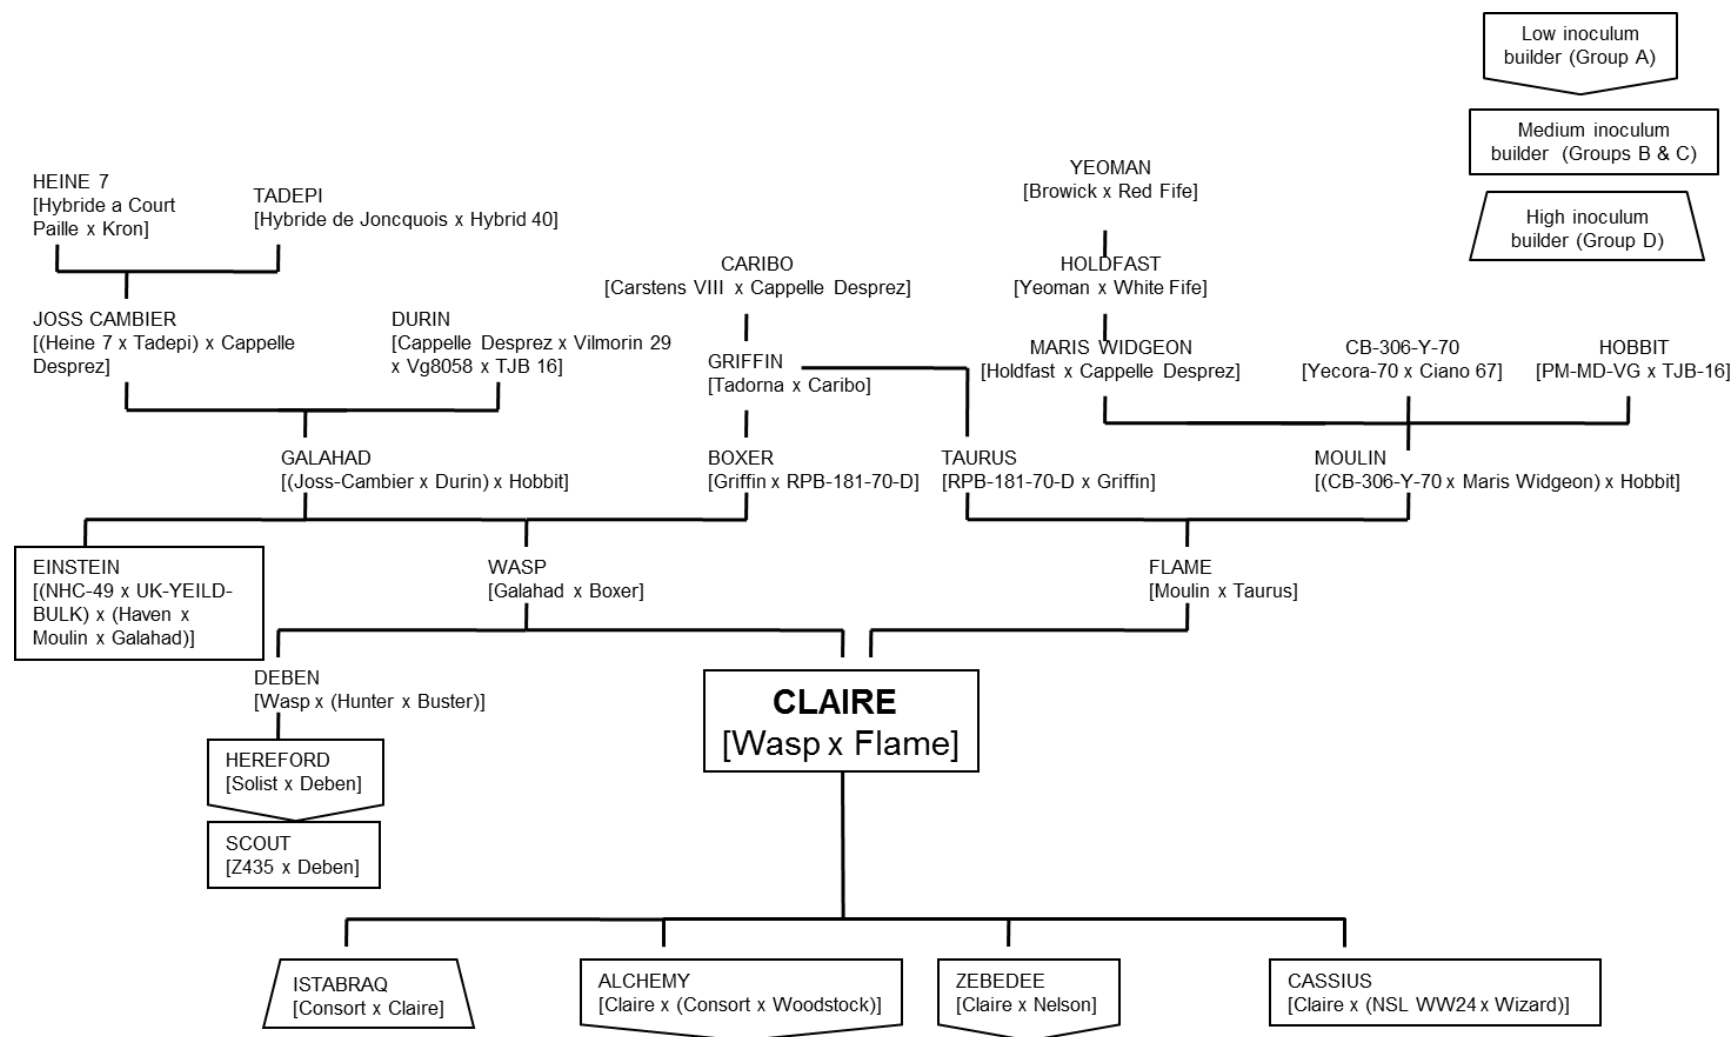 Low inoculum
builder (Group A)
Medium inoculum
builder (Groups B & C)
High inoculum
builder (Group D)
HEINE 7
[Hybride a Court
Paille x Kron]
TADEPI
[Hybride de Joncquois x Hybrid 40]
YEOMAN
[Browick x Red Fife]
CARIBO
[Carstens VIII x Cappelle Desprez]
HOLDFAST
[Yeoman x White Fife]
JOSS CAMBIER
[(Heine 7 x Tadepi) x Cappelle
Desprez]
DURIN
[Cappelle Desprez x Vilmorin 29
x Vg8058 x TJB 16]
GRIFFIN
[Tadorna x Caribo]
MARIS WIDGEON
[Holdfast x Cappelle Desprez]
CB-306-Y-70
[Yecora-70 x Ciano 67]
HOBBIT
[PM-MD-VG x TJB-16]
GALAHAD
[(Joss-Cambier x Durin) x Hobbit]
BOXER
[Griffin x RPB-181-70-D]
TAURUS
[RPB-181-70-D x Griffin]
MOULIN
[(CB-306-Y-70 x Maris Widgeon) x Hobbit]
EINSTEIN
[(NHC-49 x UK-YEILD-
BULK) x (Haven x
Moulin x Galahad)]
WASP
[Galahad x Boxer]
FLAME
[Moulin x Taurus]
DEBEN
[Wasp x (Hunter x Buster)]
CLAIRE
[Wasp x Flame]
HEREFORD
[Solist x Deben]
SCOUT
[Z435 x Deben]
ISTABRAQ
[Consort x Claire]
ALCHEMY
[Claire x (Consort x Woodstock)]
ZEBEDEE
[Claire x Nelson]
CASSIUS
[Claire x (NSL WW24 x Wizard)]